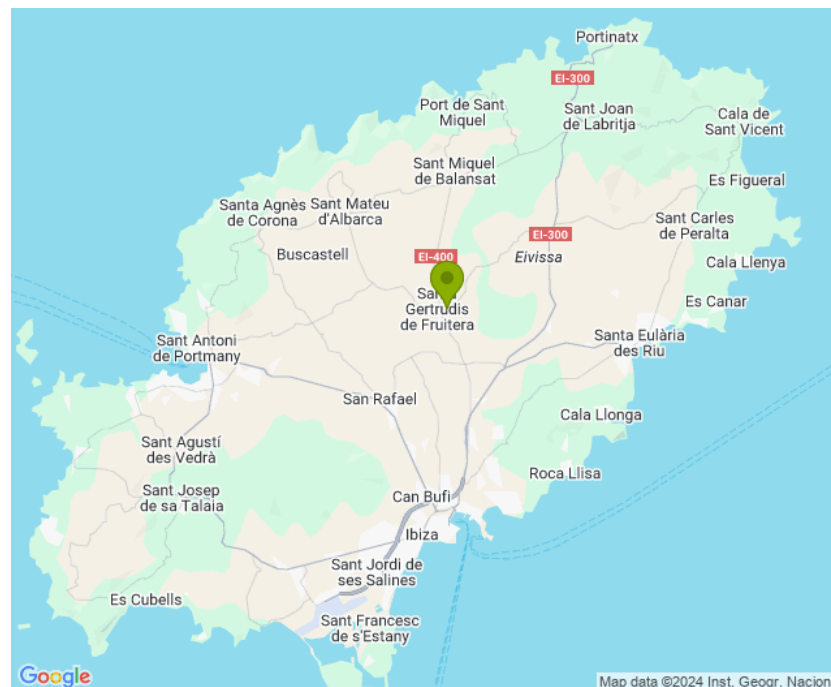 Portinatx
EI-300
Port de Sant
Miquel
Sant Joan
de Labritja
Cala de
Sant Vicent
Sant Miquel
de Balansat
Es Figueral
Santa Agnès
de Corona
Sant Mateu
d'Albarca
Sant Carles
de Peralta
EI-300
Buscastell
EI-400
Eivissa
Cala Llenya
Gertrudis
de Fruitera
Es Canar
Sant Antoni
de Portmany
Santa Eulària
des Riu
San Rafael
Cala Llonga
Sant Agustí
des Vedrà
Roca Llisa
Sant Josep
de sa Talaia
Can Bufi
Ibiza
Sant Jordi de
ses Salines
Es Cubells
Sant Francesc
de s'Estany
Google
Map data ©2024 Inst. Geogr. Nacion